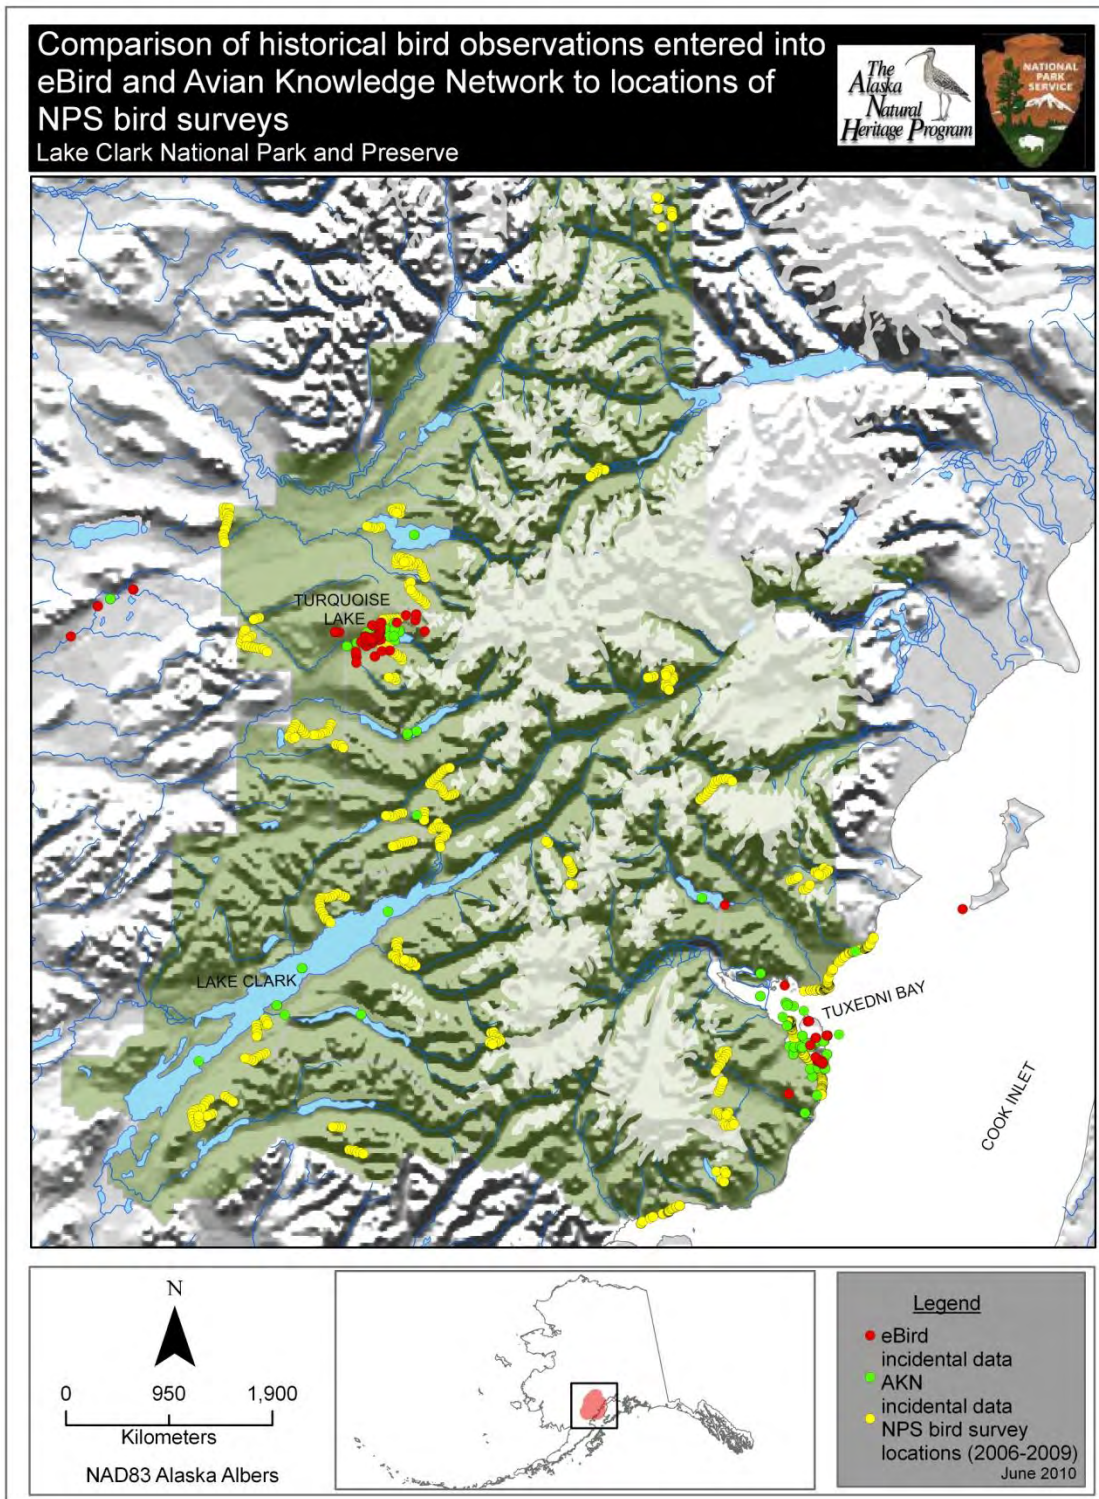 Comparison of historical bird observations entered into
eBird and Avian Knowledge Network to locations of
NPS bird surveys
Lake Clark National Park and Preserve
The
Alaska
Natural
Heritage Program
NATIONAL
PARK
SERVICE
TURQUOISE
LAKE
LAKE CLARK
TUXEDNI BAY
COOK INLET
N
0 950 1,900
Kilometers
NAD83 Alaska Albers
Legend
eBird
incidental data
AKN
incidental data
NPS bird survey
locations (2006-2009)
June 2010